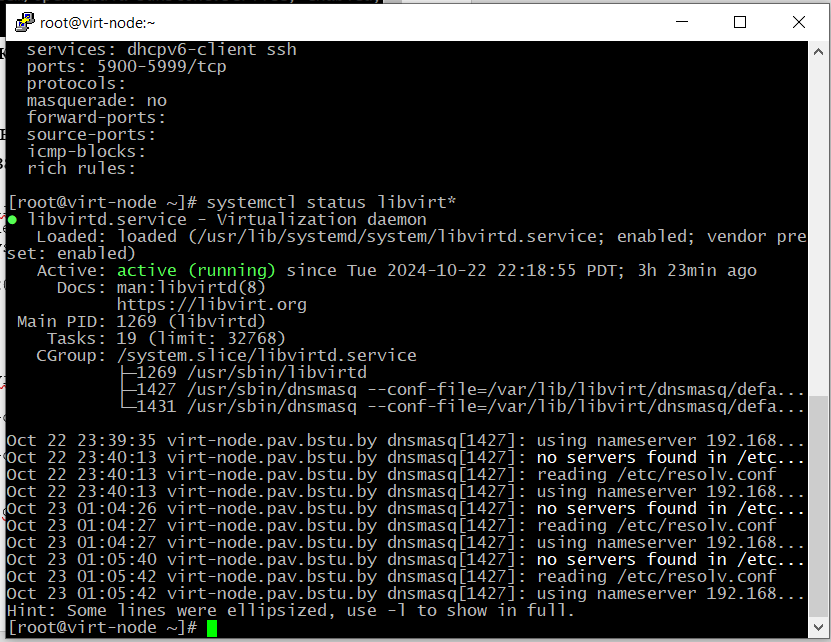 root@virt-node:~
  services: dhcpv6-client ssh
  ports: 5900-5999/tcp
  protocols:
  masquerade: no
  forward-ports:
  source-ports:
  icmp-blocks:
  rich rules:
[root@virt-node ~]# systemctl status libvirt*
● libvirtd.service - Virtualization daemon
   Loaded: loaded (/usr/lib/systemd/system/libvirtd.service; enabled; vendor pre
set: enabled)
   Active: active (running) since Tue 2024-10-22 22:18:55 PDT; 3h 23min ago
     Docs: man:libvirtd(8)
           https://libvirt.org
 Main PID: 1269 (libvirtd)
    Tasks: 19 (limit: 32768)
   CGroup: /system.slice/libvirtd.service
           ├─1269 /usr/sbin/libvirtd
           ├─1427 /usr/sbin/dnsmasq --conf-file=/var/lib/libvirt/dnsmasq/defa...
           └─1431 /usr/sbin/dnsmasq --conf-file=/var/lib/libvirt/dnsmasq/defa...
Oct 22 23:39:35 virt-node.pav.bstu.by dnsmasq[1427]: using nameserver 192.168...
Oct 22 23:40:13 virt-node.pav.bstu.by dnsmasq[1427]: no servers found in /etc...
Oct 22 23:40:13 virt-node.pav.bstu.by dnsmasq[1427]: reading /etc/resolv.conf
Oct 22 23:40:13 virt-node.pav.bstu.by dnsmasq[1427]: using nameserver 192.168...
Oct 23 01:04:26 virt-node.pav.bstu.by dnsmasq[1427]: no servers found in /etc...
Oct 23 01:04:27 virt-node.pav.bstu.by dnsmasq[1427]: reading /etc/resolv.conf
Oct 23 01:04:27 virt-node.pav.bstu.by dnsmasq[1427]: using nameserver 192.168...
Oct 23 01:05:40 virt-node.pav.bstu.by dnsmasq[1427]: no servers found in /etc...
Oct 23 01:05:42 virt-node.pav.bstu.by dnsmasq[1427]: reading /etc/resolv.conf
Oct 23 01:05:42 virt-node.pav.bstu.by dnsmasq[1427]: using nameserver 192.168...
Hint: Some lines were ellipsized, use -l to show in full.
[root@virt-node ~]#